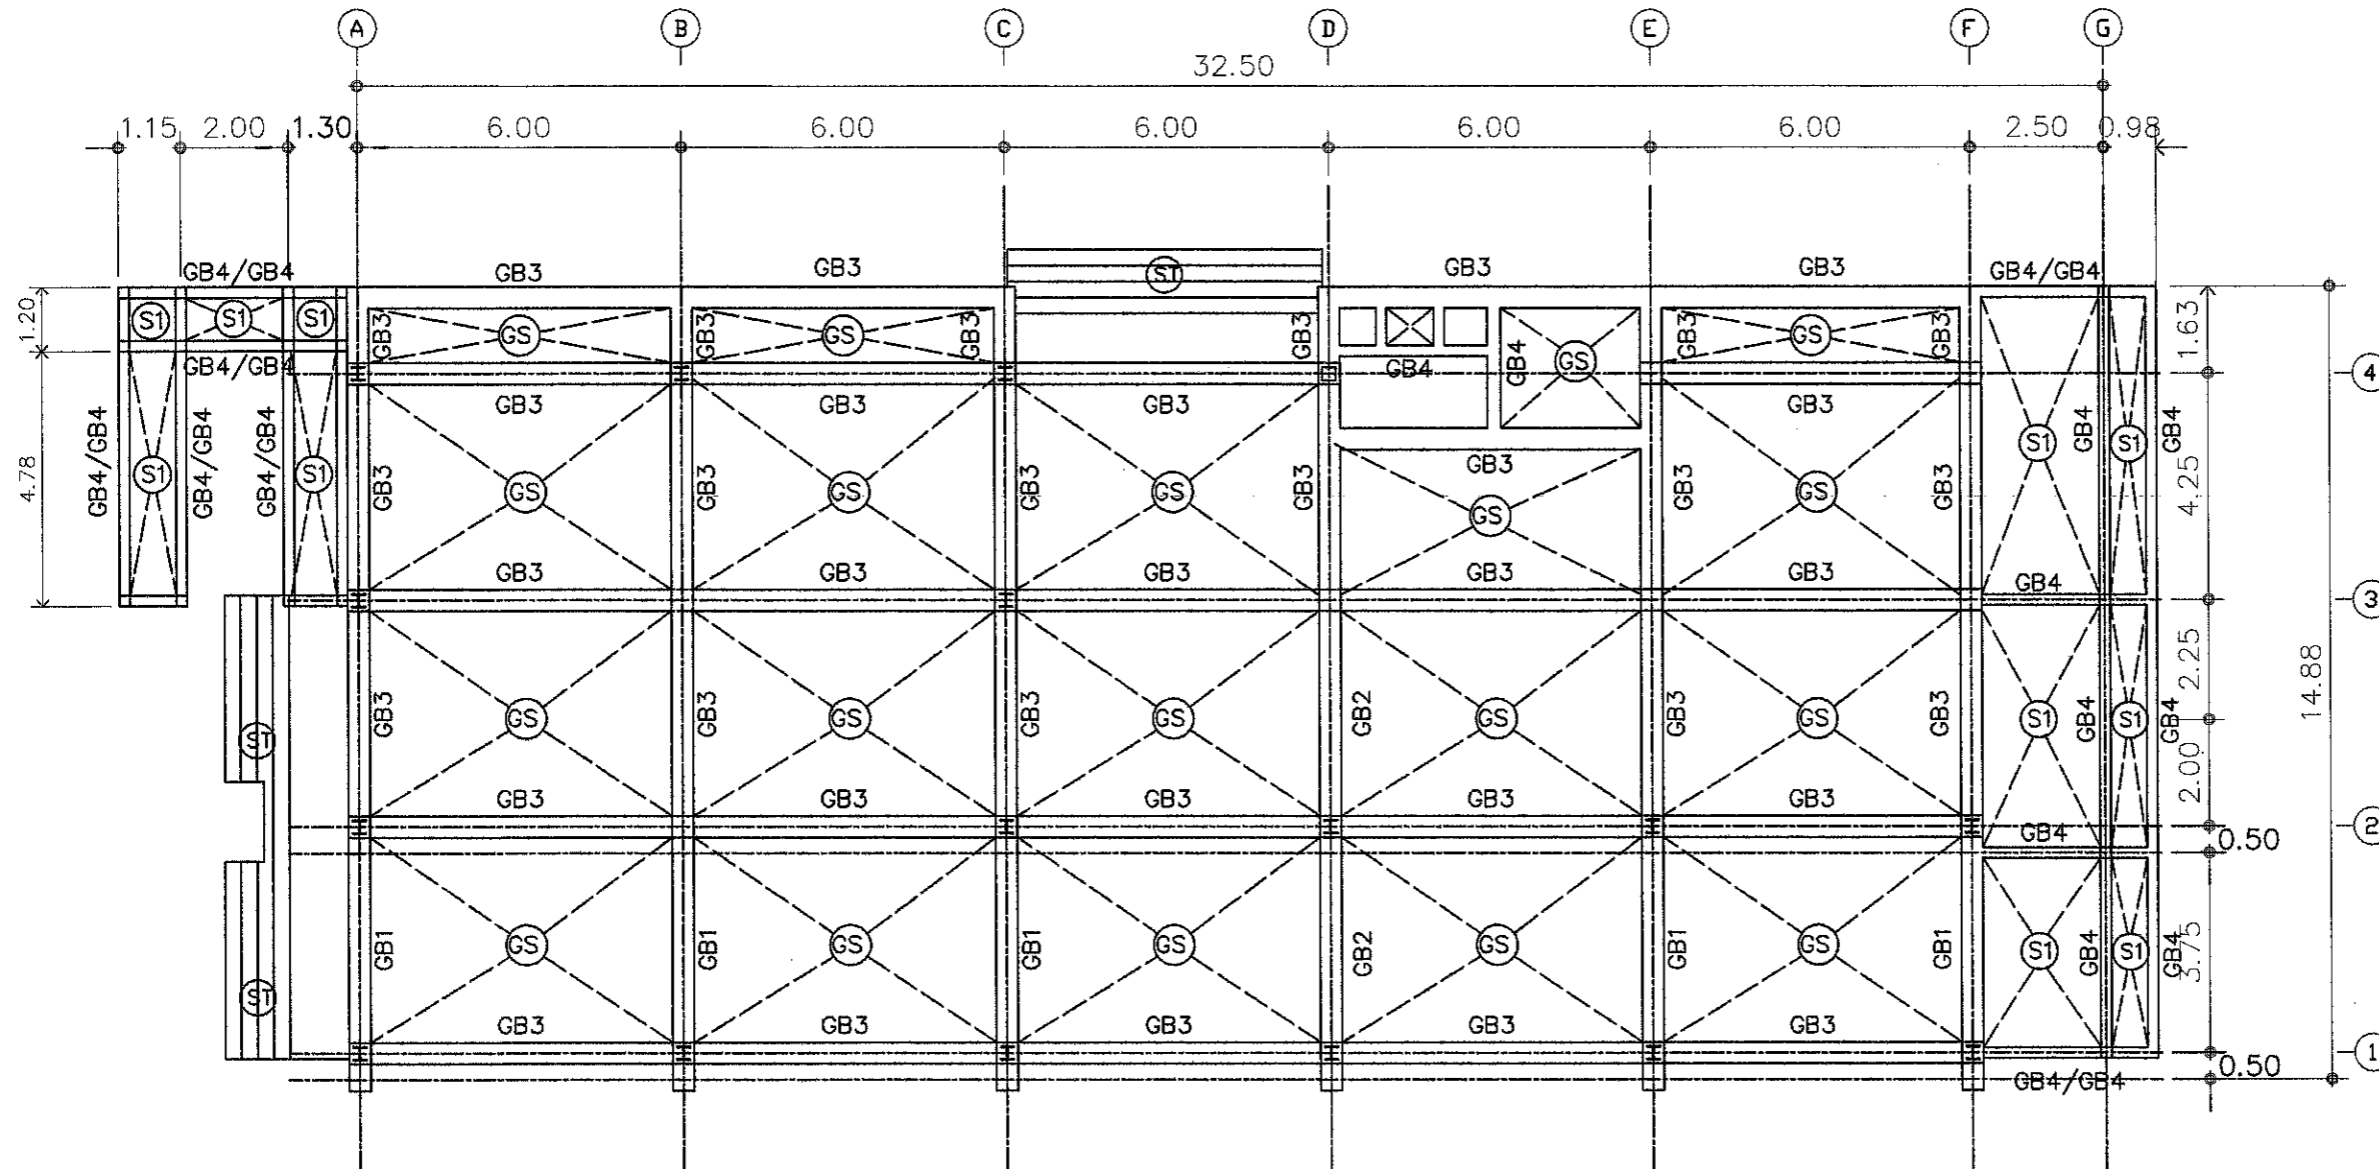 A B C D E F G
32.50
1.15 2.00 1.30 6.00 6.00 6.00 6.00 6.00 2.50 0.98
GB4/GB4 GB3 GB3 ST GB3 GB3 GB4/GB4
1.20 S1 S1 S1 GB3 GS GB3 GS GB3 GB3 GB4 GS GB3 GS GB3 1.63
GB4/GB4 GB4 4
GB3 GB3 GB3 GB3
GB4/GB4 GB4/GB4 GB4/GB4 S1 GB4 S1 GB4
4.78 S1 S1 GB3 GS GB3 GS GB3 GS GB3 GB3 GS GB3 GS GB3 4.25
GB3 GB3 GB3 GB3 GB3 GB4
3
2.25
ST GB3 GS GB3 GS GB3 GS GB2 GS GB3 GS GB3 S1 GB4 S1 GB4 14.88
2.00
GB3 GB3 GB3 GB3 GB3 GB4 2
0.50
GB1 GS GB1 GS GB1 GS GB2 GS GB1 GS GB1 S1 GB4 S1 GB4 3.75
ST
GB3 GB3 GB3 GB3 GB3 1
0.50
GB4/GB4